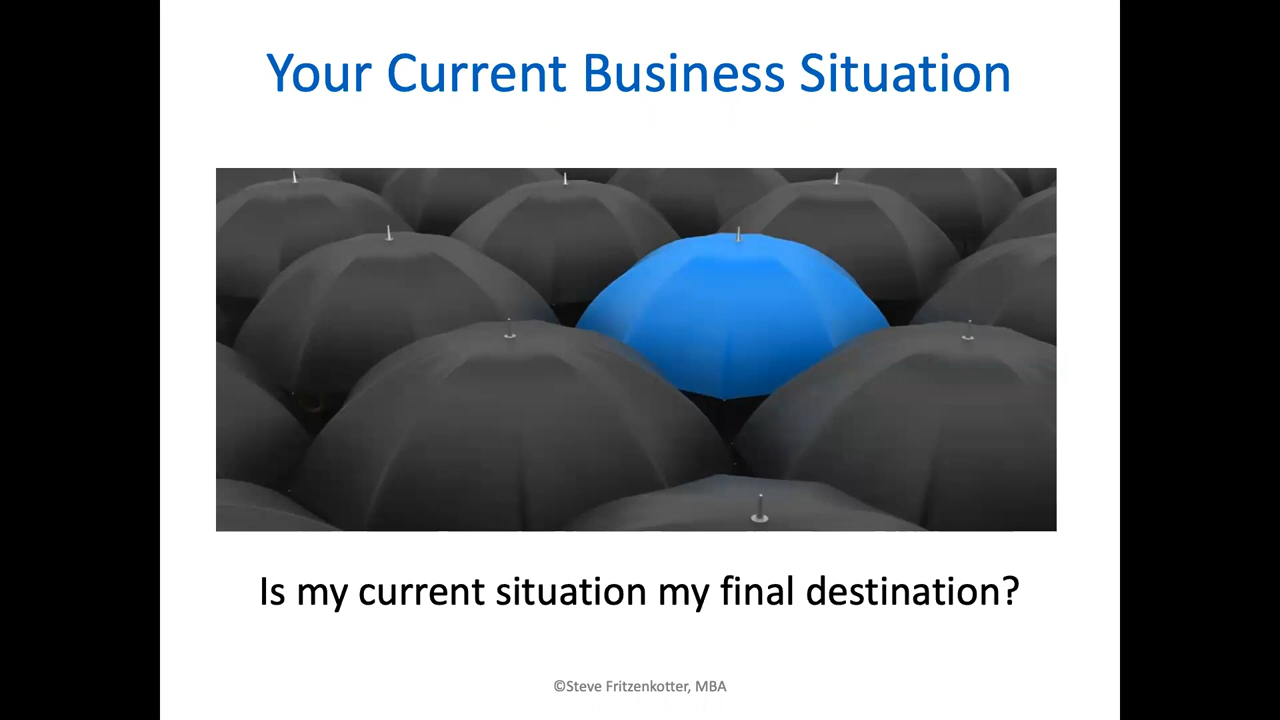 Your Current Business Situation
Is my current situation my final destination?
©Steve Fritzenkotter, MBA